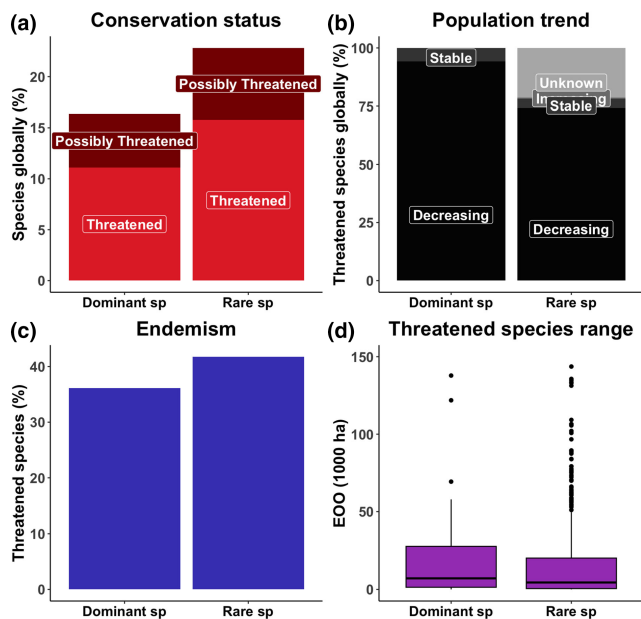 (a)
Conservation status
Species globally (%)
20
15
10
5
0
Possibly Threatened
Possibly Threatened
Threatened
Threatened
Dominant sp
Rare sp
(b)
Population trend
Threatened species globally (%)
100
75
50
25
0
Stable
Unknown
Increasing
Stable
Decreasing
Decreasing
Dominant sp
Rare sp
(c)
Endemism
Threatened species (%)
40
30
20
10
0
Dominant sp
Rare sp
(d)
Threatened species range
EOO (1000 ha)
150
100
50
0
Dominant sp
Rare sp